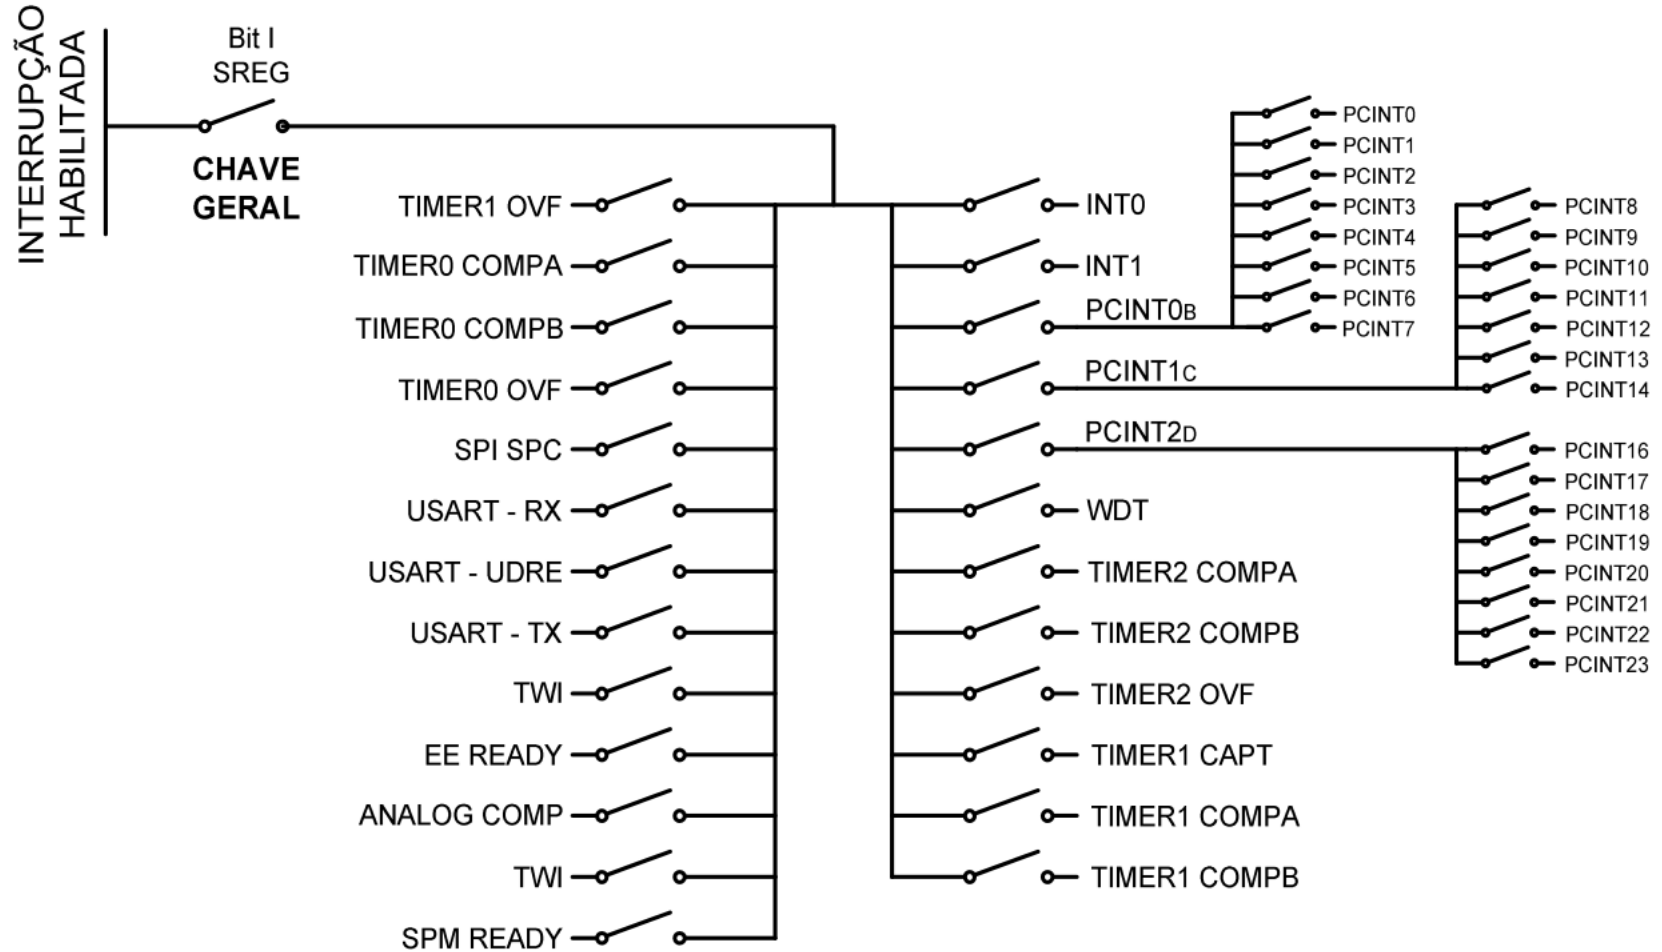 INTERRUPÇÃO
HABILITADA
Bit I
SREG
CHAVE
GERAL
TIMER1 OVF
TIMER0 COMPA
TIMER0 COMPB
TIMER0 OVF
SPI SPC
USART - RX
USART - UDRE
USART - TX
TWI
EE READY
ANALOG COMP
TWI
SPM READY
INT0
INT1
PCINT0B
PCINT1C
PCINT2D
WDT
TIMER2 COMPA
TIMER2 COMPB
TIMER2 OVF
TIMER1 CAPT
TIMER1 COMPA
TIMER1 COMPB
PCINT0
PCINT1
PCINT2
PCINT3
PCINT4
PCINT5
PCINT6
PCINT7
PCINT8
PCINT9
PCINT10
PCINT11
PCINT12
PCINT13
PCINT14
PCINT16
PCINT17
PCINT18
PCINT19
PCINT20
PCINT21
PCINT22
PCINT23